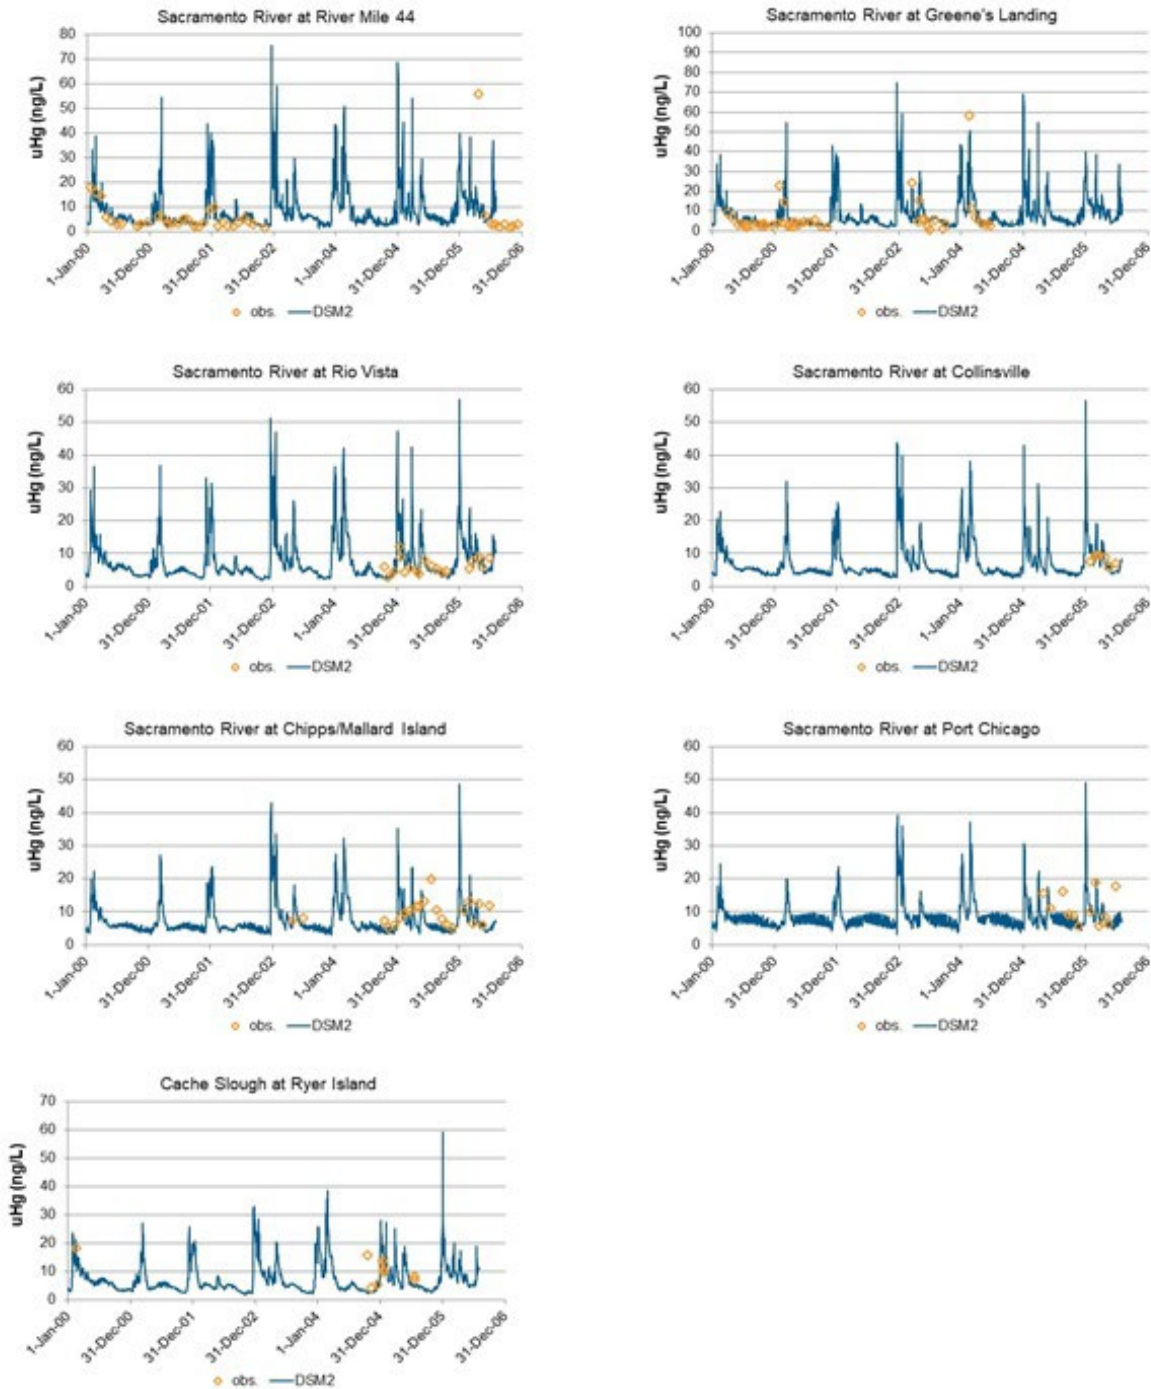 Sacramento River at River Mile 44
uHg (ng/L)
80
70
60
50
40
30
20
10
0
1-Jan-00
31-Dec-00
31-Dec-01
31-Dec-02
1-Jan-04
31-Dec-04
31-Dec-05
31-Dec-06
obs. DSM2
Sacramento River at Greene's Landing
uHg (ng/L)
100
90
80
70
60
50
40
30
20
10
0
1-Jan-00
31-Dec-00
31-Dec-01
31-Dec-02
1-Jan-04
31-Dec-04
31-Dec-05
31-Dec-06
obs. DSM2
Sacramento River at Rio Vista
uHg (ng/L)
60
50
40
30
20
10
0
1-Jan-00
31-Dec-00
31-Dec-01
31-Dec-02
1-Jan-04
31-Dec-04
31-Dec-05
31-Dec-06
obs. DSM2
Sacramento River at Collinsville
uHg (ng/L)
60
50
40
30
20
10
0
1-Jan-00
31-Dec-00
31-Dec-01
31-Dec-02
1-Jan-04
31-Dec-04
31-Dec-05
31-Dec-06
obs. DSM2
Sacramento River at Chipps/Mallard Island
uHg (ng/L)
60
50
40
30
20
10
0
1-Jan-00
31-Dec-00
31-Dec-01
31-Dec-02
1-Jan-04
31-Dec-04
31-Dec-05
31-Dec-06
obs. DSM2
Sacramento River at Port Chicago
uHg (ng/L)
60
50
40
30
20
10
0
1-Jan-00
31-Dec-00
31-Dec-01
31-Dec-02
1-Jan-04
31-Dec-04
31-Dec-05
31-Dec-06
obs. DSM2
Cache Slough at Ryer Island
uHg (ng/L)
70
60
50
40
30
20
10
0
1-Jan-00
31-Dec-00
31-Dec-01
31-Dec-02
1-Jan-04
31-Dec-04
31-Dec-05
31-Dec-06
obs. DSM2